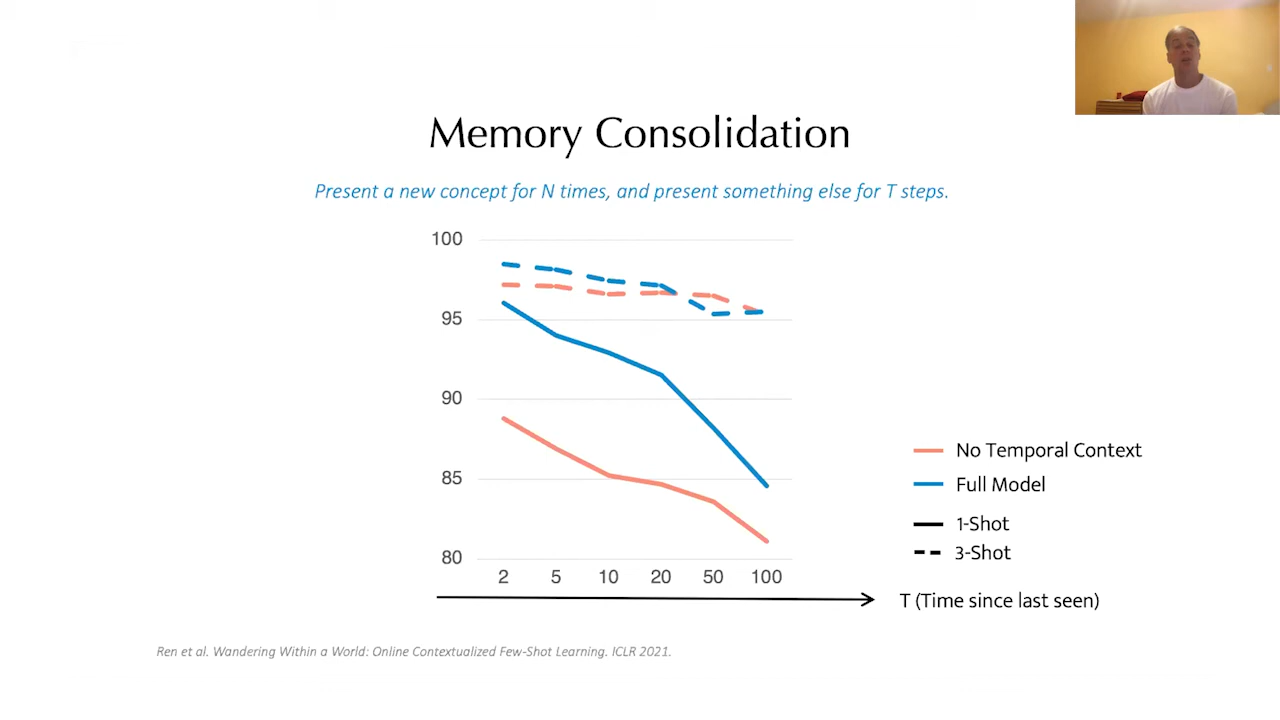 Memory Consolidation
Present a new concept for N times, and present something else for T steps.
100
95
90
85
80
2 5 10 20 50 100
No Temporal Context
Full Model
1-Shot
3-Shot
T (Time since last seen)
Ren et al. Wandering Within a World: Online Contextualized Few-Shot Learning. ICLR 2021.